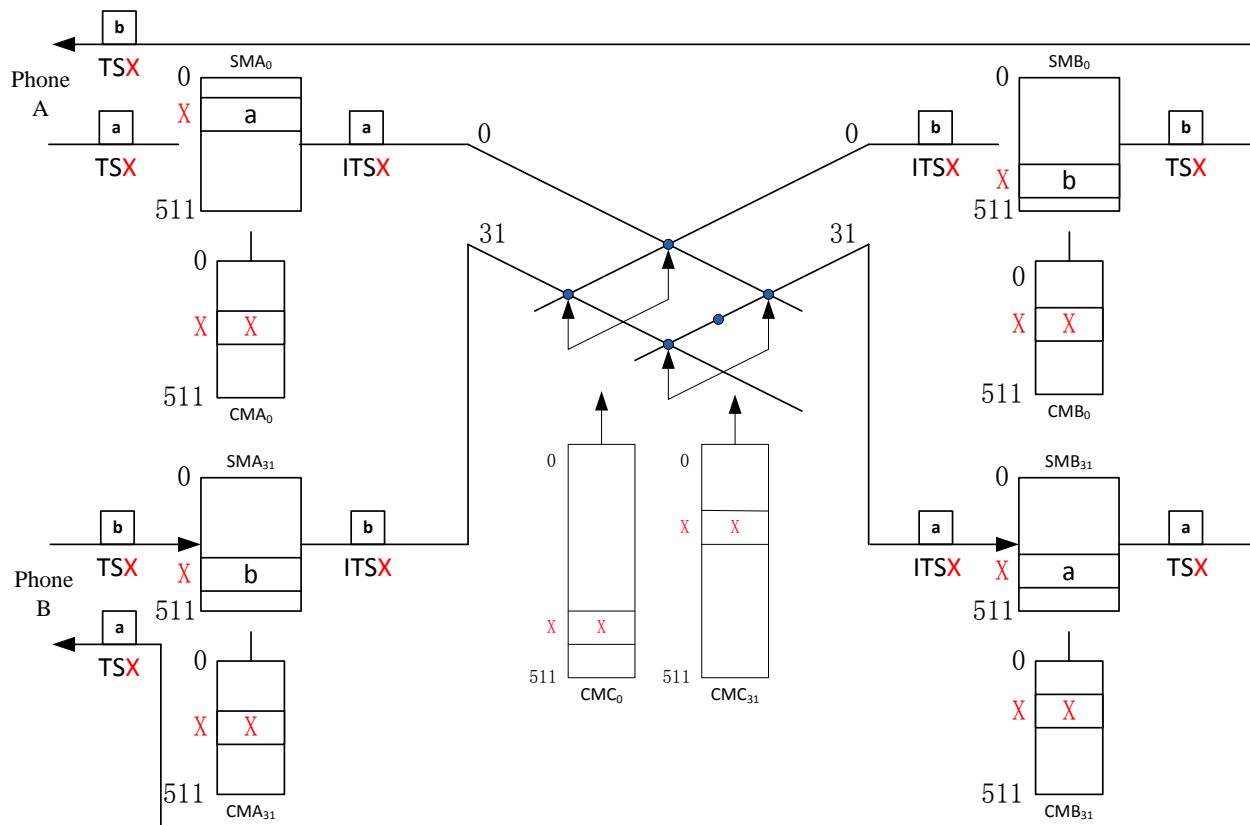 b
TSX
Phone
A
a
TSX
SMA0
0
X
a
511
a
ITSX
0
0
b
ITSX
SMB0
0
X
b
511
b
TSX
0
X
X
511
CMA0
31
31
0
X
X
511
CMB0
b
TSX
Phone
B
a
TSX
SMA31
0
X
b
511
b
ITSX
0
X
X
511
CMC0
0
X
X
511
CMC31
a
ITSX
SMB31
0
X
a
511
a
TSX
0
X
X
511
CMA31
0
X
X
511
CMB31